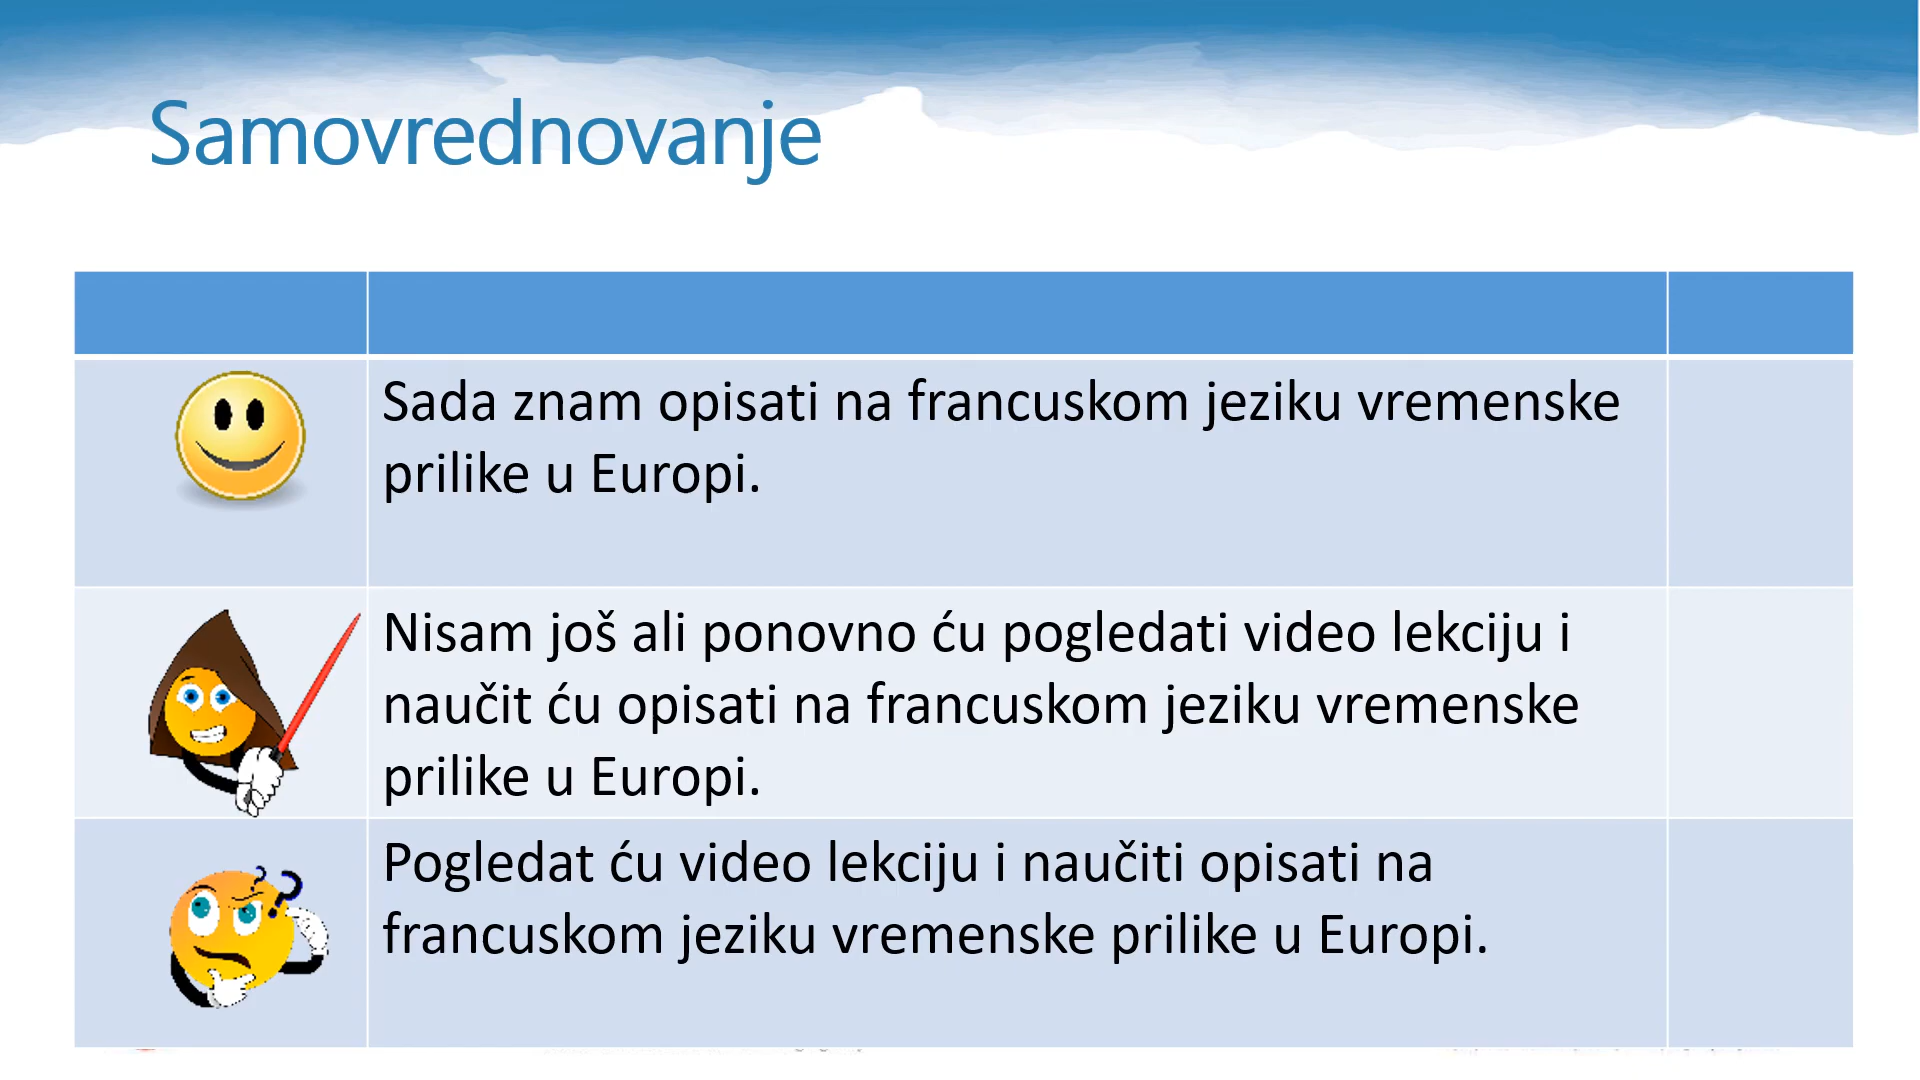 Samovrednovanje
Sada znam opisati na francuskom jeziku vremenske
prilike u Europi.
Nisam još ali ponovno ću pogledati video lekciju i
naučit ću opisati na francuskom jeziku vremenske
prilike u Europi.
Pogledat ću video lekciju i naučiti opisati na
francuskom jeziku vremenske prilike u Europi.